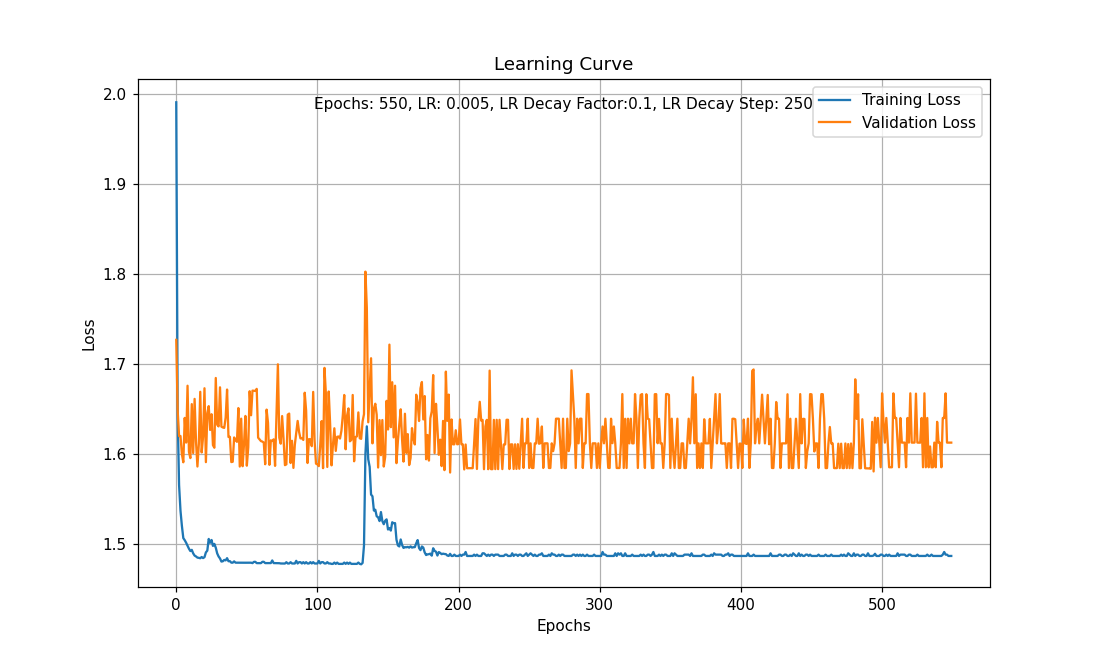 Learning Curve
Epochs: 550, LR: 0.005, LR Decay Factor:0.1, LR Decay Step: 250
Training Loss
Validation Loss
2.0
1.9
1.8
1.7
1.6
1.5
Loss
0 100 200 300 400 500
Epochs